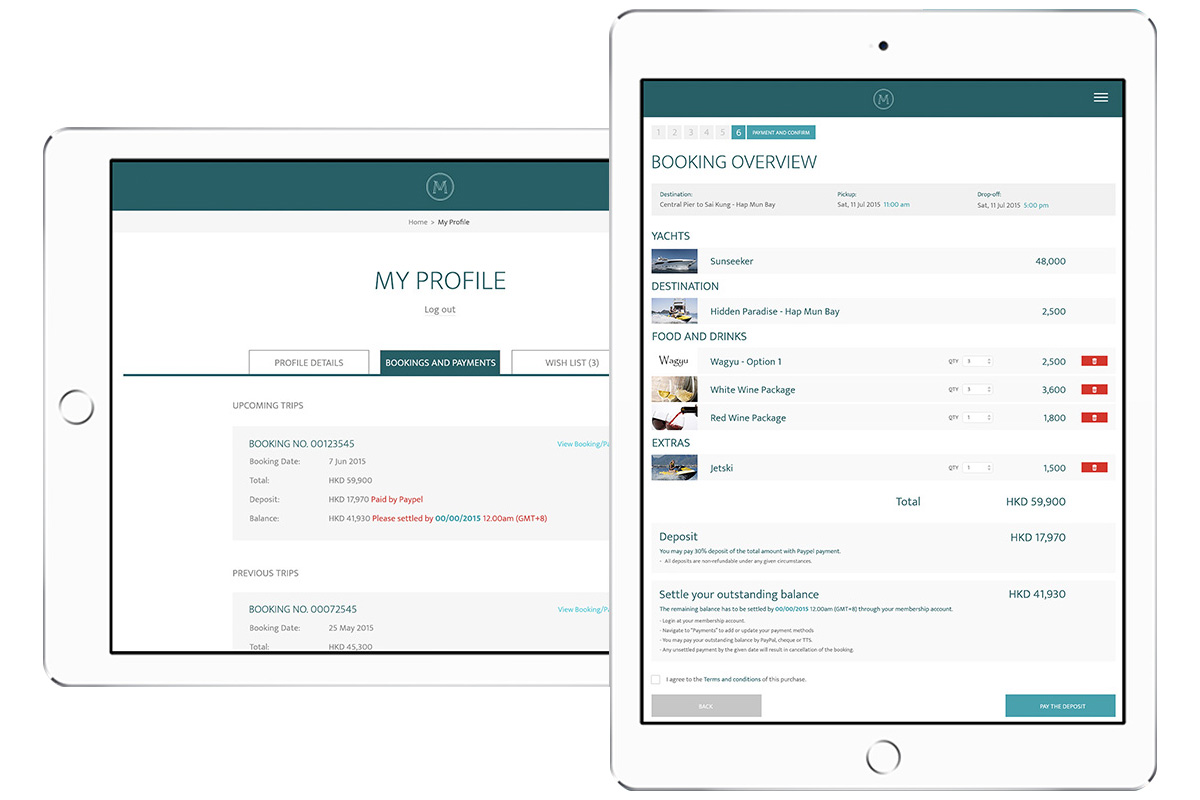 M
Home > My Profile
MY PROFILE
Log out
PROFILE DETAILS
BOOKINGS AND PAYMENTS
WISH LIST (3)
UPCOMING TRIPS
BOOKING NO. 00123545
View Booking/Pa
Booking Date: 7 Jun 2015
Total: HKD 59,900
Deposit: HKD 17,970 Paid by Paypel
Balance: HKD 41,930 Please settled by 00/00/2015 12.00am (GMT+8)
PREVIOUS TRIPS
BOOKING NO. 00072545
View Booking/Pa
Booking Date: 25 May 2015
Total: HKD 45,300
M
1 2 3 4 5 6 PAYMENT AND CONFIRM
BOOKING OVERVIEW
Destination: Pickup: Drop-off:
Central Pier to Sai Kung - Hap Mun Bay Sat, 11 Jul 2015 11:00 am Sat, 11 Jul 2015 5:00 pm
YACHTS
Sunseeker 48,000
DESTINATION
Hidden Paradise - Hap Mun Bay 2,500
FOOD AND DRINKS
Wagyu Wagyu - Option 1 QTY 3 2,500
White Wine Package QTY 3 3,600
Red Wine Package QTY 1 1,800
EXTRAS
Jetski QTY 1 1,500
Total HKD 59,900
Deposit HKD 17,970
You may pay 30% deposit of the total amount with Paypel payment.
- All deposits are non-refundable under any given circumstances.
Settle your outstanding balance HKD 41,930
The remaining balance has to be settled by 00/00/2015 12.00am (GMT+8) through your membership account.
- Login at your membership account.
- Navigate to "Payments" to add or update your payment methods
- You may pay your outstanding balance by PayPal, cheque or TTS.
- Any unsettled payment by the given date will result in cancellation of the booking.
I agree to the Terms and conditions of this purchase.
BACK
PAY THE DEPOSIT